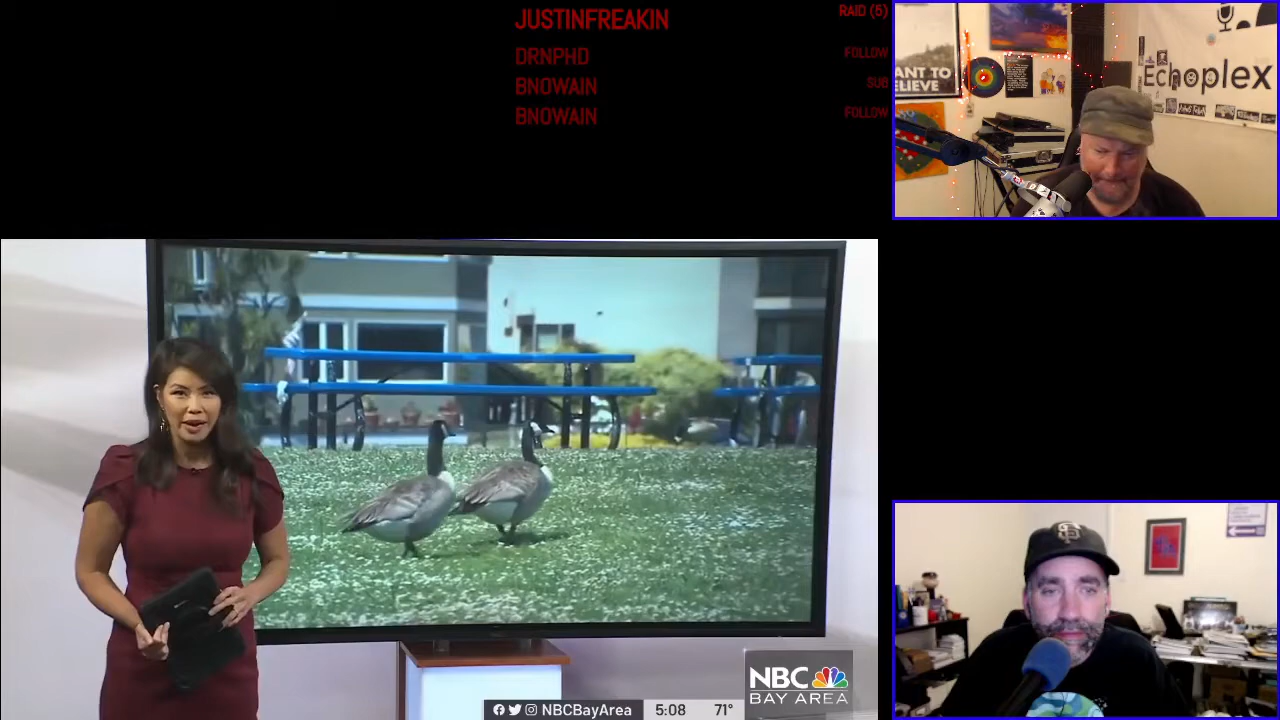 JUSTINFREAKIN
RAID (5)
DRNPHD
FOLLOW
BNOWAIN
SUB
BNOWAIN
FOLLOW
ANT TO
ELIEVE
Echoplex
NBC
BAY AREA
NBCBayArea 5:08 71°
SF